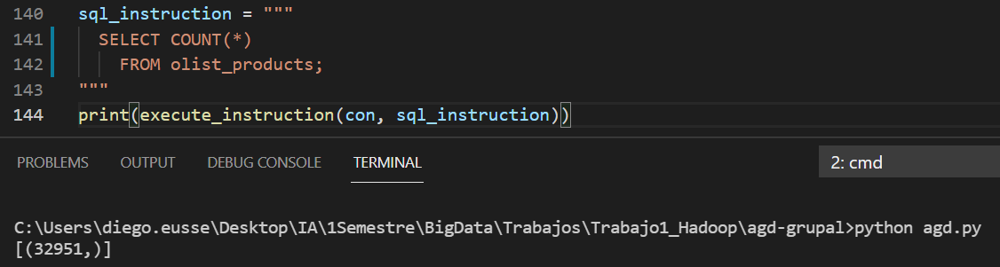 140 sql_instruction = """
141 SELECT COUNT(*)
142 FROM olist_products;
143 """
144 print(execute_instruction(con, sql_instruction))
PROBLEMS OUTPUT DEBUG CONSOLE TERMINAL 2: cmd
C:\Users\diego.eusse\Desktop\IA\1Semestre\BigData\Trabajos\Trabajo1_Hadoop\agd-grupal>python agd.py
[(32951,)]